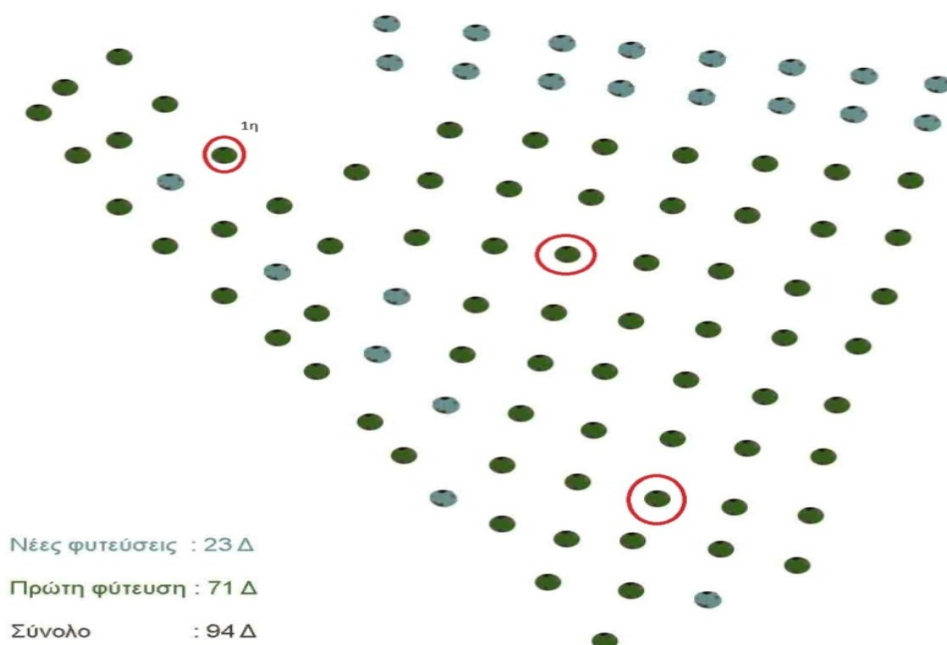 1η
Νέες φυτεύσεις : 23 Δ
Πρώτη φύτευση : 71 Δ
Σύνολο : 94 Δ